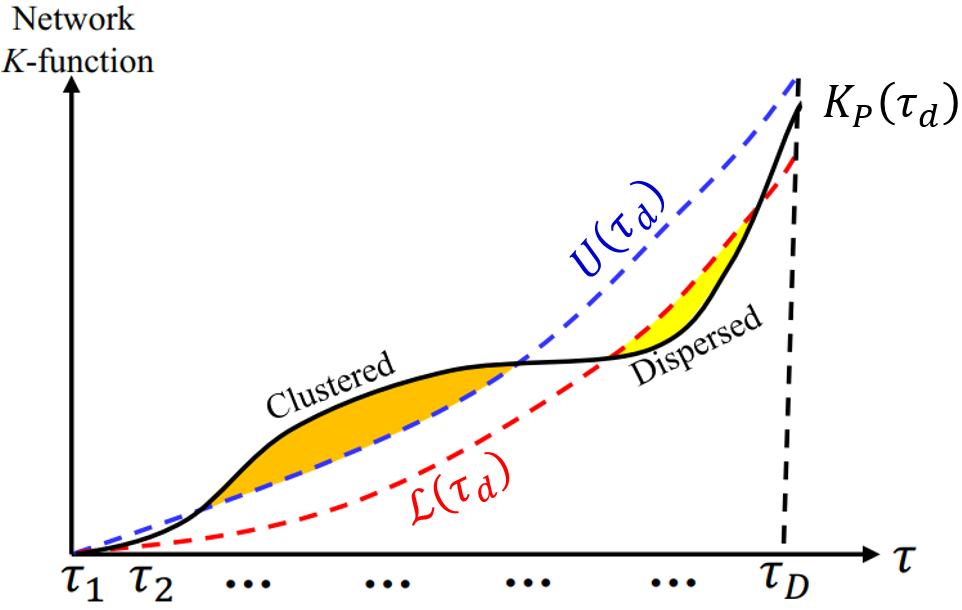 Network
K-function
K_P(τ_d)
U(τ_d)
Clustered
Dispersed
ℒ(τ_d)
τ_1 τ_2 ... ... ... ... τ_D τ